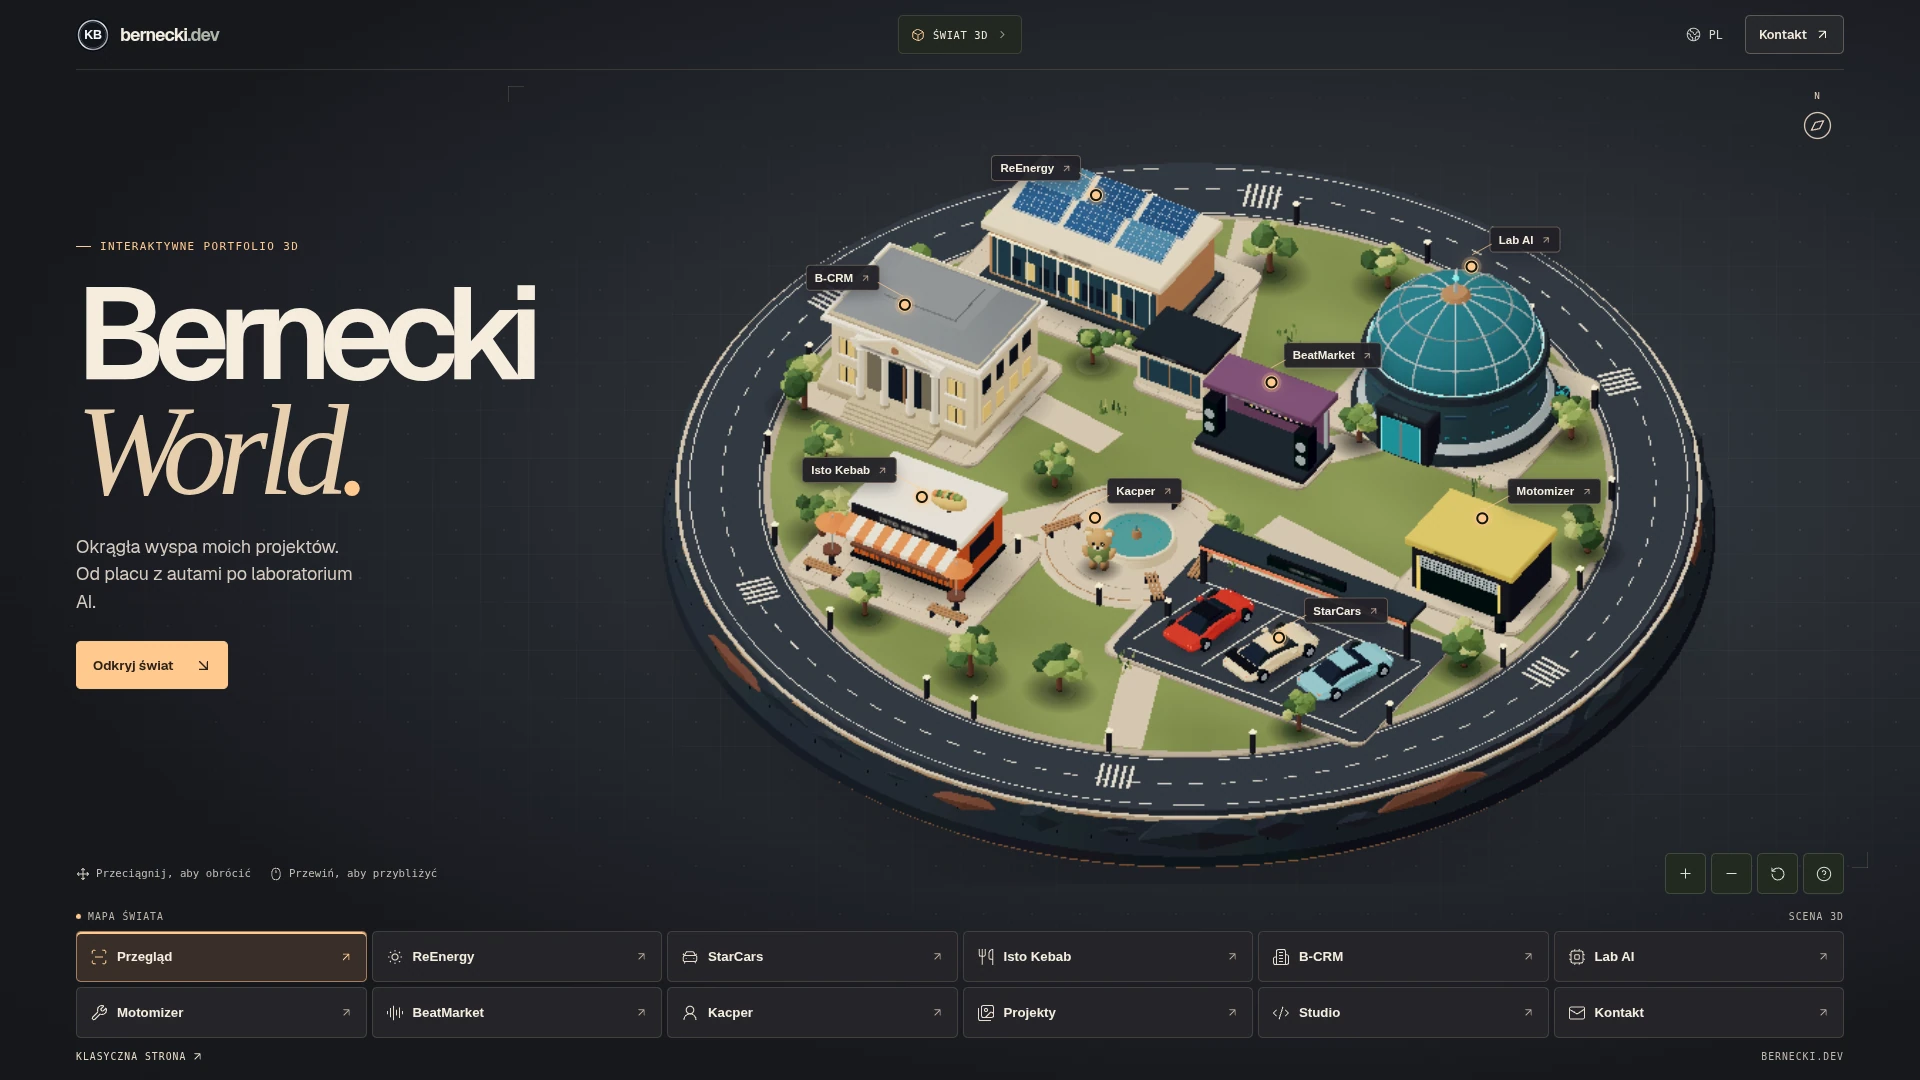 KB bernecki.dev
ŚWIAT 3D
PL
Kontakt
N
ReEnergy
Lab AI
B-CRM
BeatMarket
Isto Kebab
Kacper
Motomizer
StarCars
INTERAKTYWNE PORTFOLIO 3D
Bernecki
World.
Okrągła wyspa moich projektów.
Od placu z autami po laboratorium
AI.
Odkryj świat
Przeciągnij, aby obrócić
Przewiń, aby przybliżyć
MAPA ŚWIATA
SCENA 3D
Przegląd
ReEnergy
StarCars
Isto Kebab
B-CRM
Lab AI
Motomizer
BeatMarket
Kacper
Projekty
Studio
Kontakt
KLASYCZNA STRONA
BERNECKI.DEV